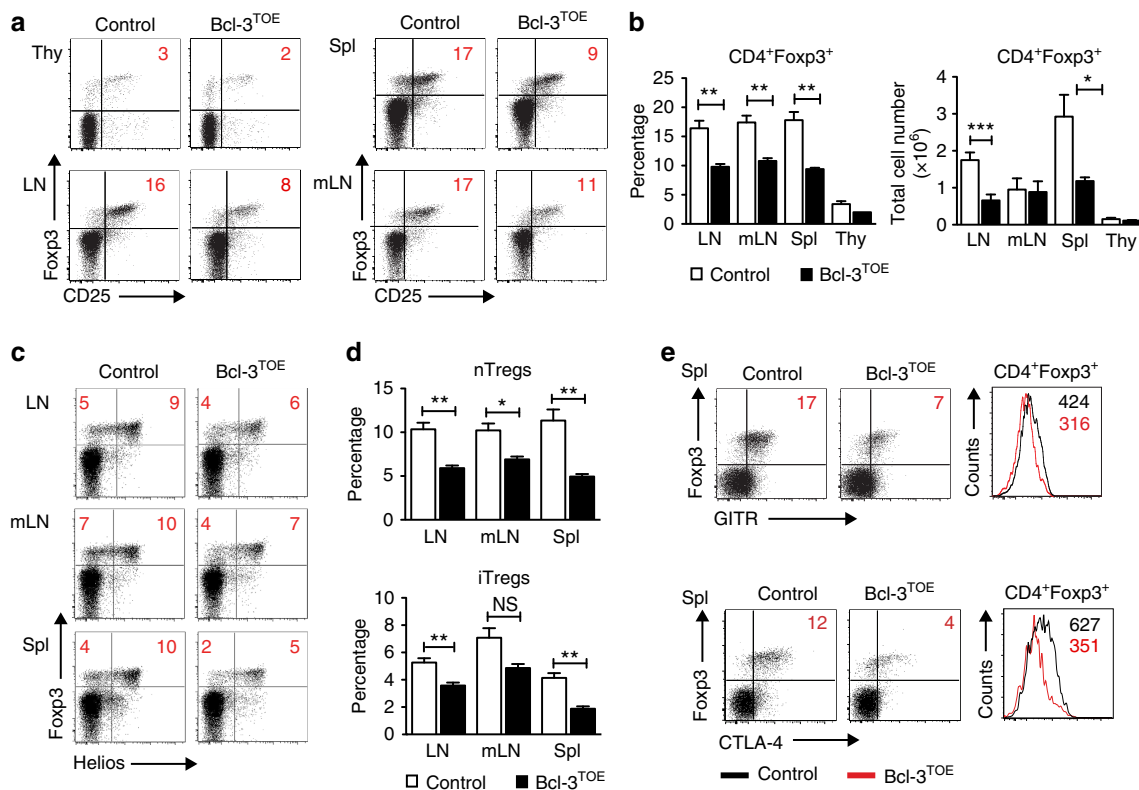 a
Control
Bcl-3TOE
Thy
3
2
LN
16
8
Foxp3
CD25
Control
Bcl-3TOE
Spl
17
9
mLN
17
11
Foxp3
CD25
b
CD4+Foxp3+
Percentage
25
20
15
10
5
0
**
**
**
LN
mLN
Spl
Thy
CD4+Foxp3+
Total cell number
(×10⁶)
4
3
2
1
0
***
*
LN
mLN
Spl
Thy
Control
Bcl-3TOE
c
Control
Bcl-3TOE
LN
5
9
4
6
mLN
7
10
4
7
Spl
4
10
2
5
Foxp3
Helios
d
nTregs
Percentage
15
10
5
0
**
*
**
LN
mLN
Spl
iTregs
Percentage
8
6
4
2
0
**
NS
**
LN
mLN
Spl
Control
Bcl-3TOE
e
Spl
Control
Bcl-3TOE
CD4+Foxp3+
17
7
424
316
Foxp3
Counts
GITR
Spl
Control
Bcl-3TOE
CD4+Foxp3+
12
4
627
351
Foxp3
Counts
CTLA-4
Control
Bcl-3TOE